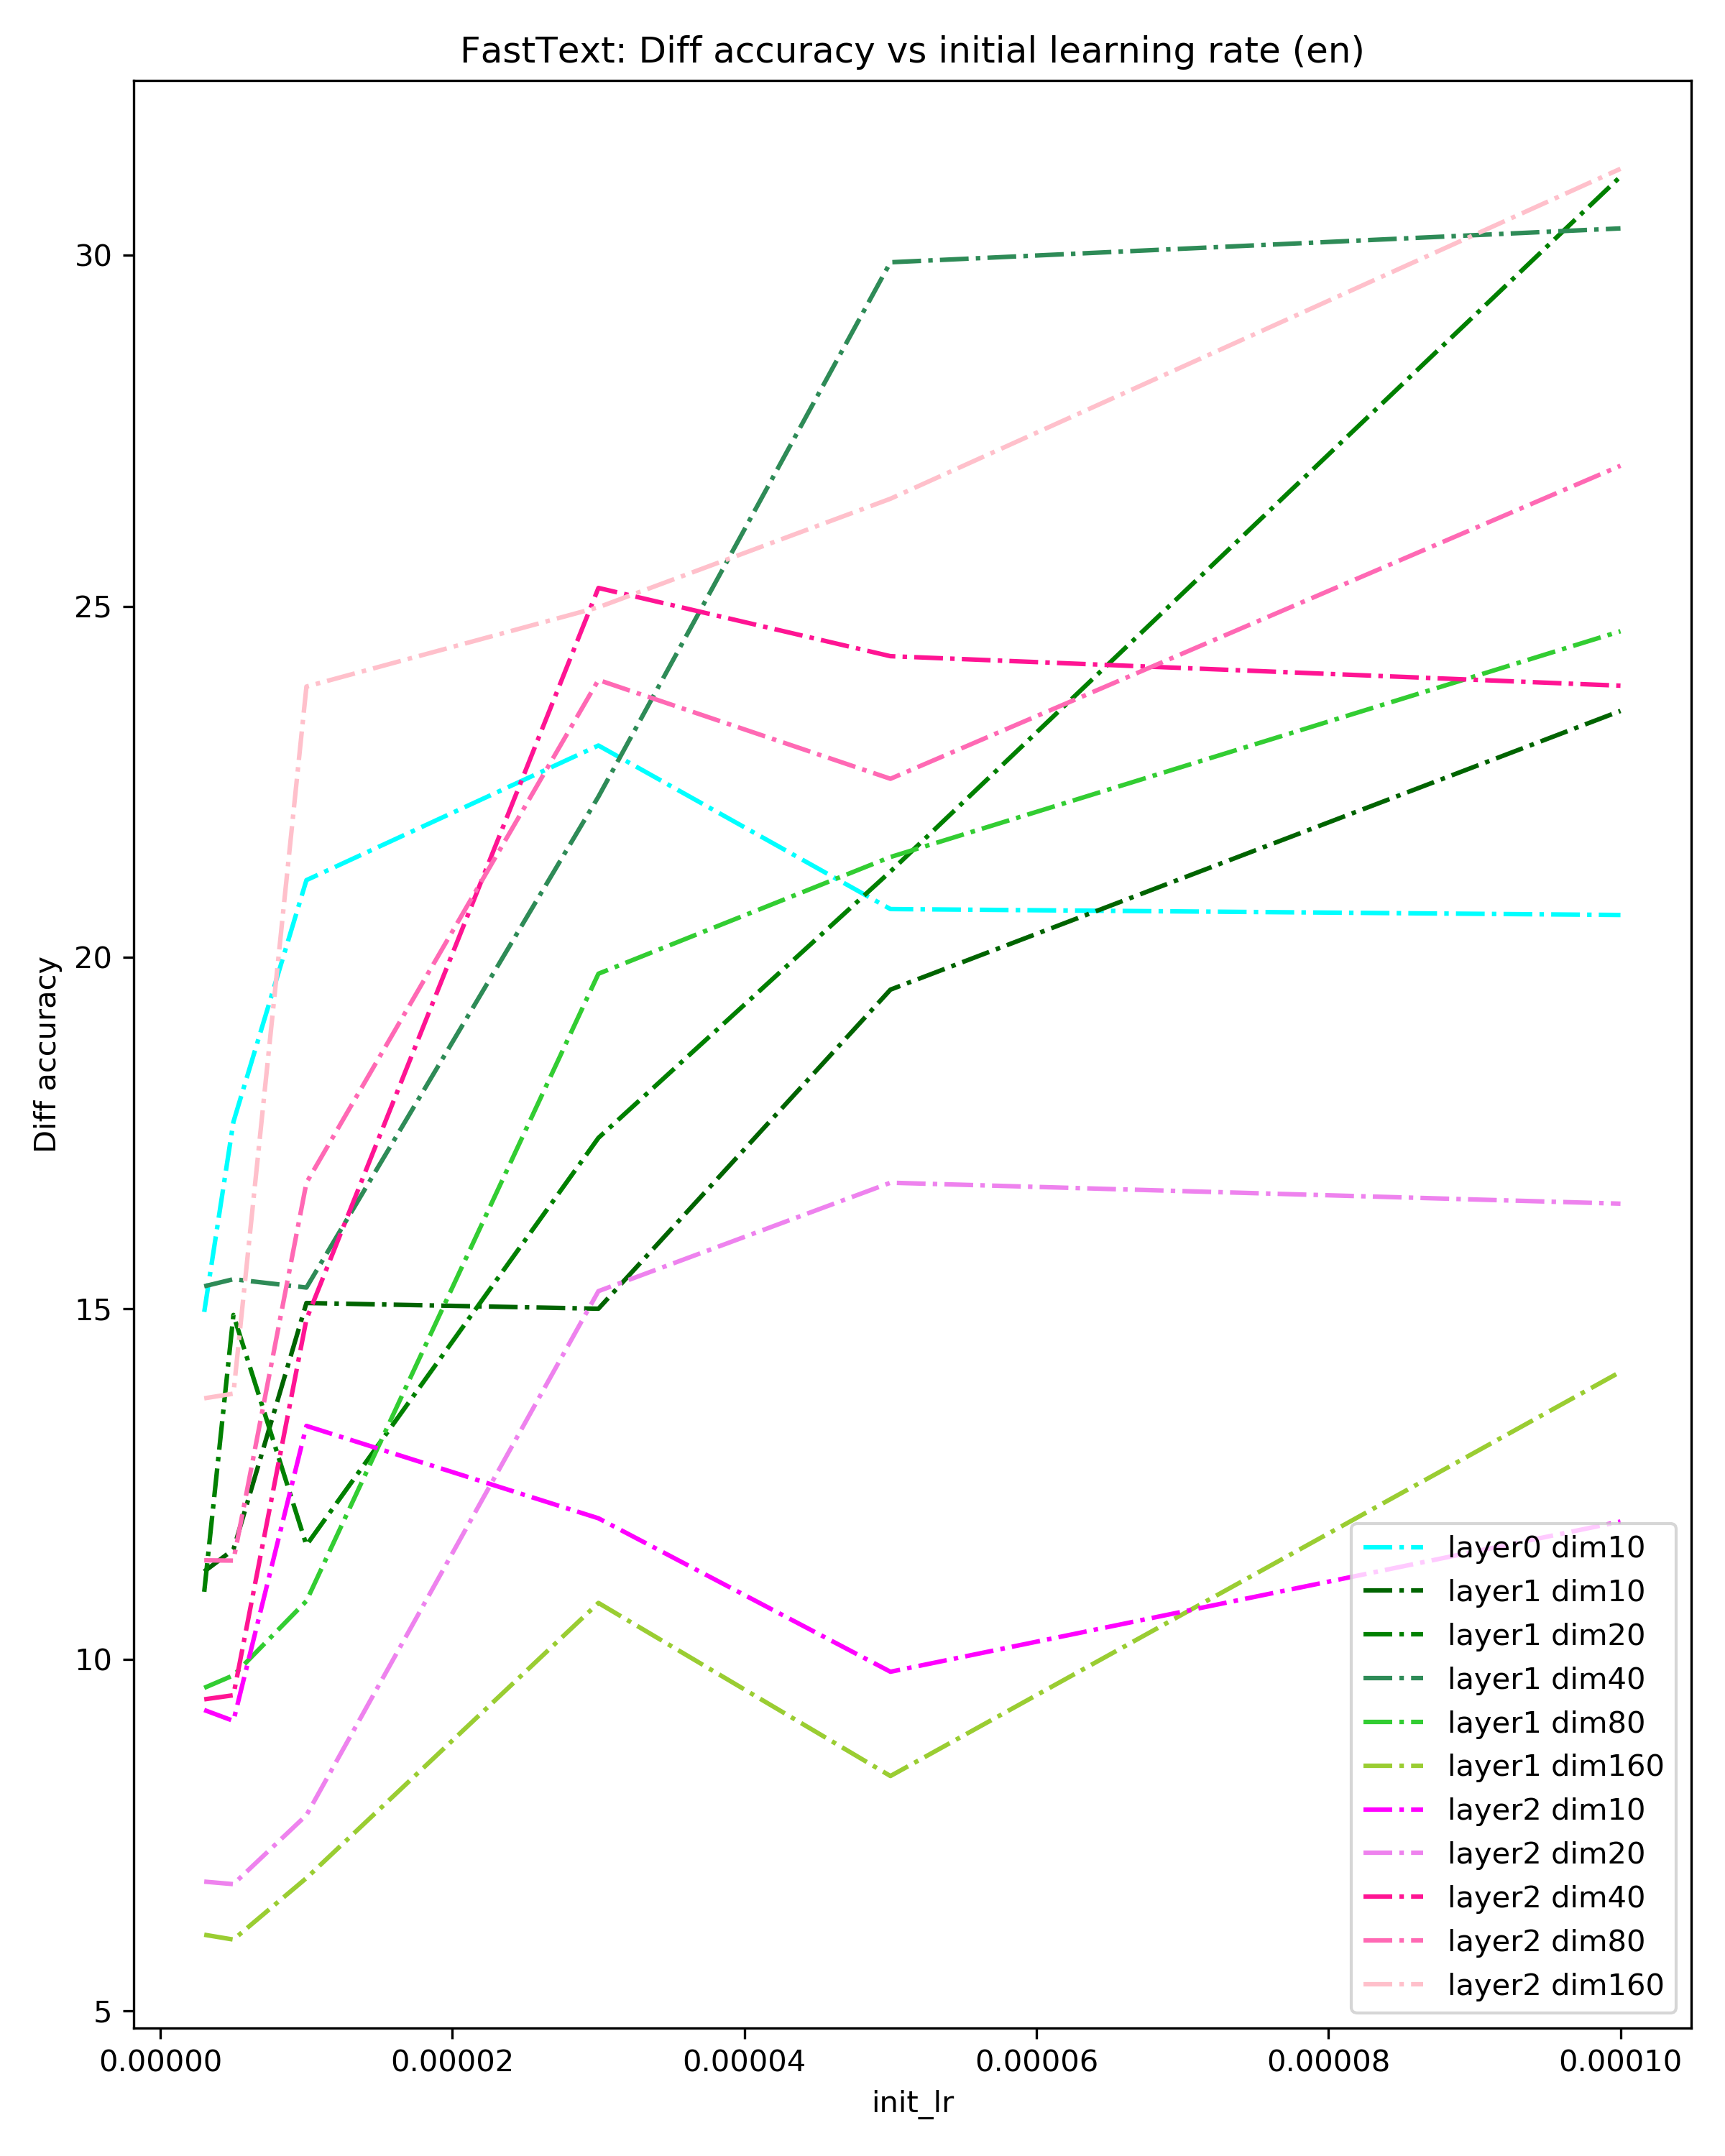 FastText: Diff accuracy vs initial learning rate (en)
30
25
20
15
10
5
Diff accuracy
0.00000
0.00002
0.00004
0.00006
0.00008
0.00010
init_lr
layer0 dim10
layer1 dim10
layer1 dim20
layer1 dim40
layer1 dim80
layer1 dim160
layer2 dim10
layer2 dim20
layer2 dim40
layer2 dim80
layer2 dim160